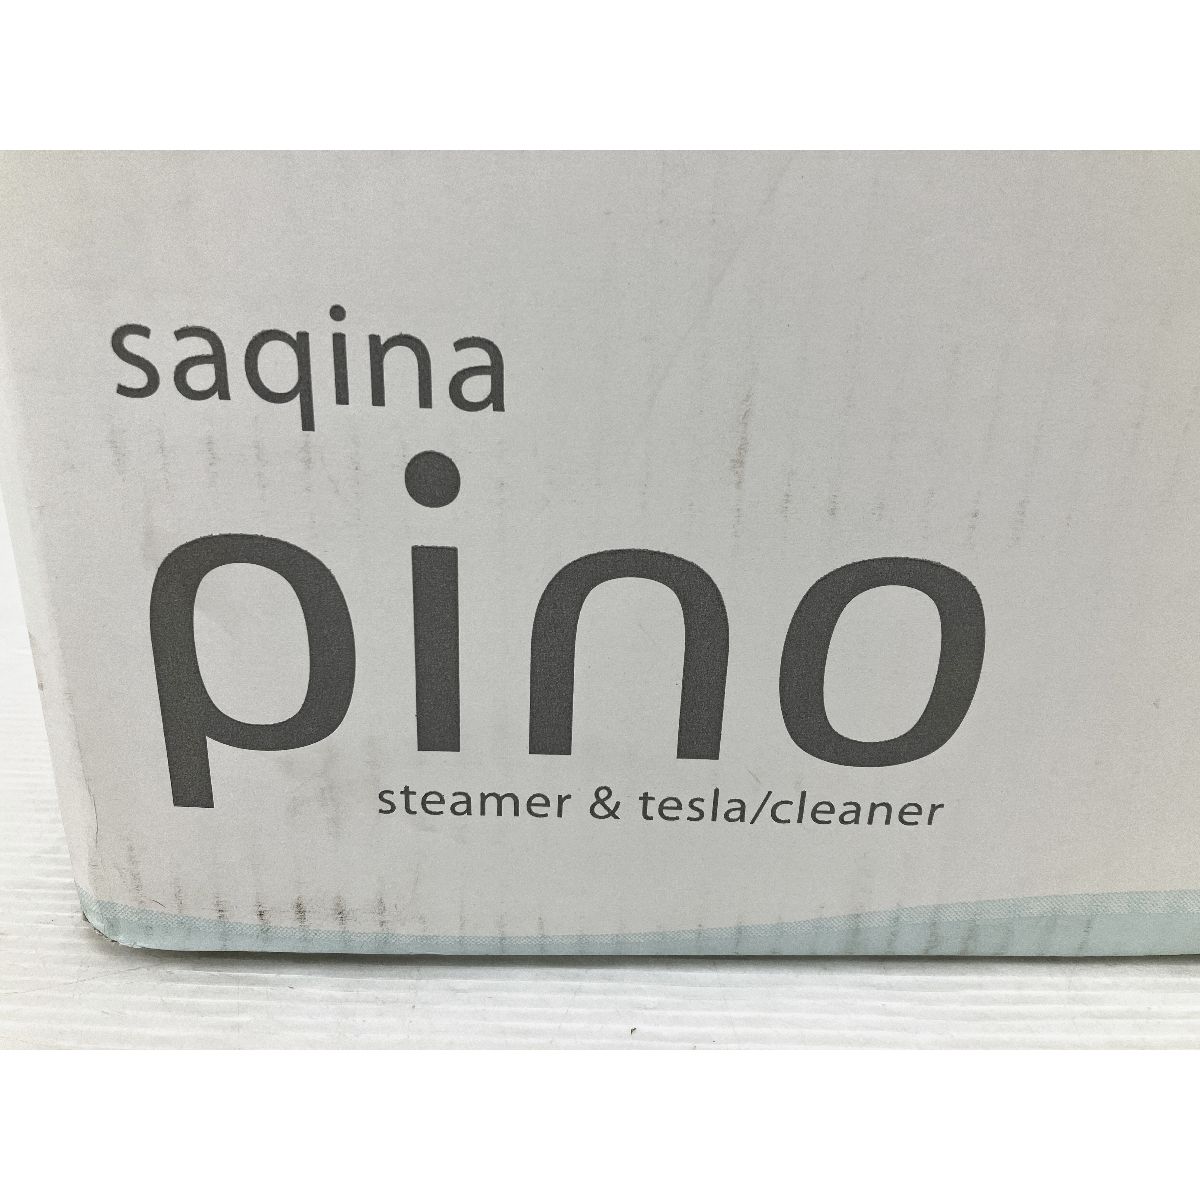 saqina
pino
steamer & tesla/cleaner